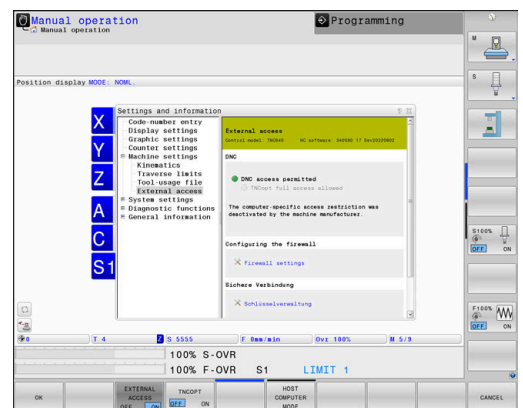 Manual operation
Manual operation
Programming
Position display MODE: NOML.
M
S
X
Y
Z
A
C
S1
Settings and information
Code-number entry
Display settings
Graphic settings
Counter settings
Machine settings
Kinematics
Traverse limits
Tool-usage file
External access
System settings
Diagnostic functions
General information
External access
Control model: TNC640 NC software: 340590 17
DNC
DNC access permitted
TNCopt full access allowed
The computer-specific access restriction was
deactivated by the machine manufacturer.
Configuring the firewall
Firewall settings
Sichere Verbindung
Schlüsselverwaltung
S100%
OFF ON
F100%
OFF ON
0 T 4 Z S 5555 F 0mm/min Ovr 100% M 5/9
100% S-OVR
100% F-OVR S1 LIMIT 1
OK
EXTERNAL
ACCESS
OFF ON
TNCOPT
OFF ON
HOST
COMPUTER
MODE
CANCEL